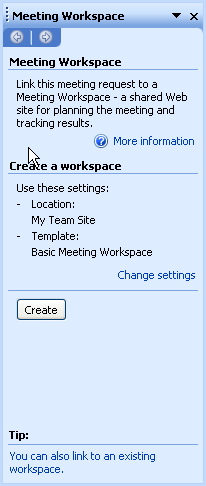 Meeting Workspace
Meeting Workspace
Link this meeting request to a
Meeting Workspace - a shared Web
site for planning the meeting and
tracking results.
More information
Create a workspace
Use these settings:
- Location:
My Team Site
- Template:
Basic Meeting Workspace
Change settings
Create
Tip:
You can also link to an existing
workspace.